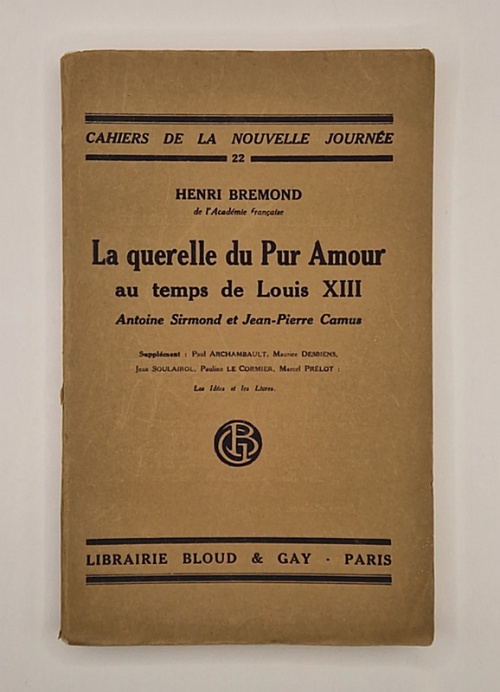 CAHIERS DE LA NOUVELLE JOURNÉE
22
HENRI BREMOND
de l'Académie Française
La querelle du Pur Amour
au temps de Louis XIII
Antoine Sirmond et Jean-Pierre Camus
Supplément : Paul ARCHAMBAULT, Maurice DESBIENS,
Jean SOULAIROL, Pauline LE CORMIER, Marcel PRÉLOT :
Les Idées et les Livres.
BG
LIBRAIRIE BLOUD & GAY · PARIS